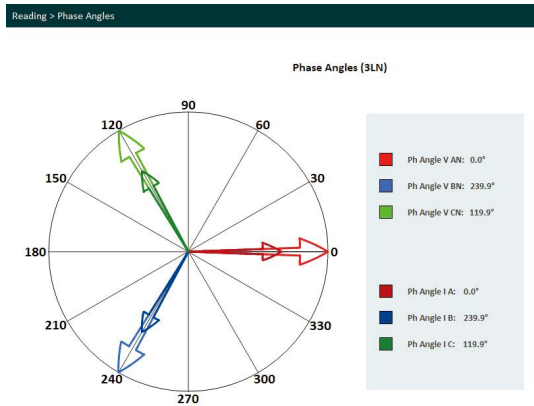 Reading > Phase Angles
Phase Angles (3LN)
90
120
60
150
30
180
0
210
330
240
300
270
Ph Angle V AN: 0.0°
Ph Angle V BN: 239.9°
Ph Angle V CN: 119.9°
Ph Angle I A: 0.0°
Ph Angle I B: 239.9°
Ph Angle I C: 119.9°